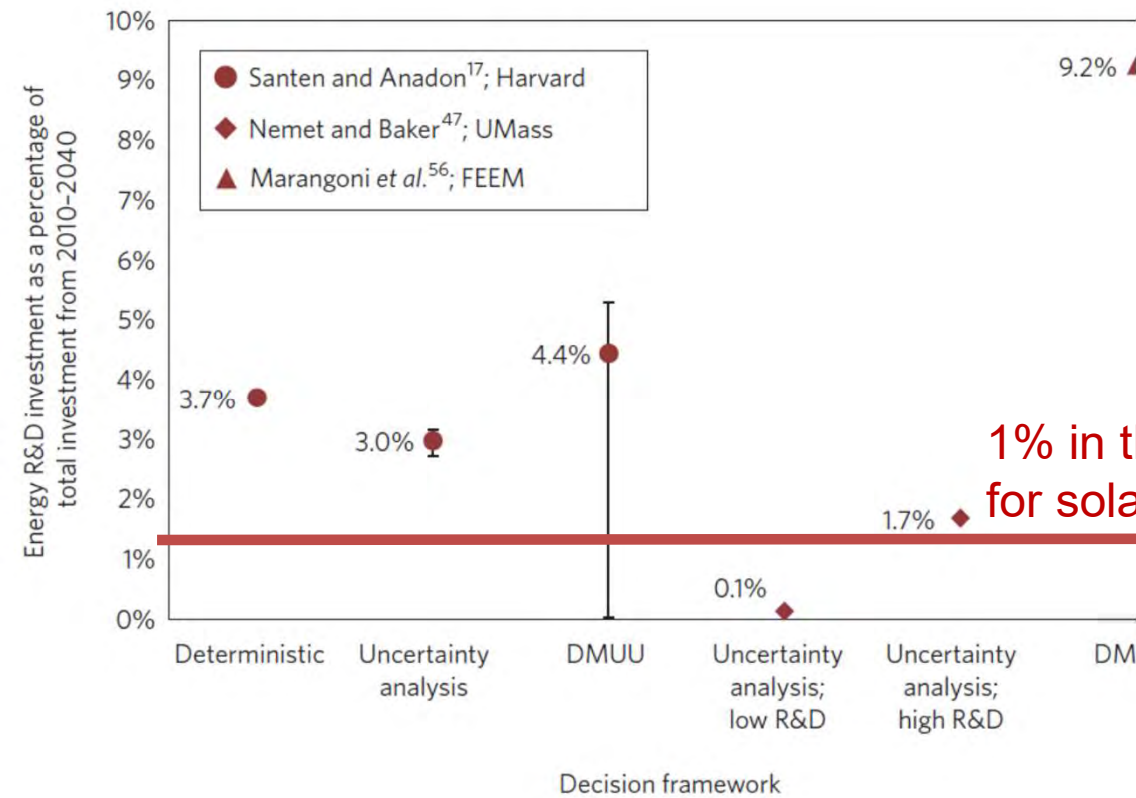 10%
9%
8%
7%
6%
5%
4%
3%
2%
1%
0%
Energy R&D investment as a percentage of
total investment from 2010–2040
Santen and Anadon17; Harvard
Nemet and Baker47; UMass
Marangoni et al.56; FEEM
9.2%
3.7%
3.0%
4.4%
0.1%
1.7%
1% in
for
Deterministic
Uncertainty
analysis
DMUU
Uncertainty
analysis;
low R&D
Uncertainty
analysis;
high R&D
Decision framework